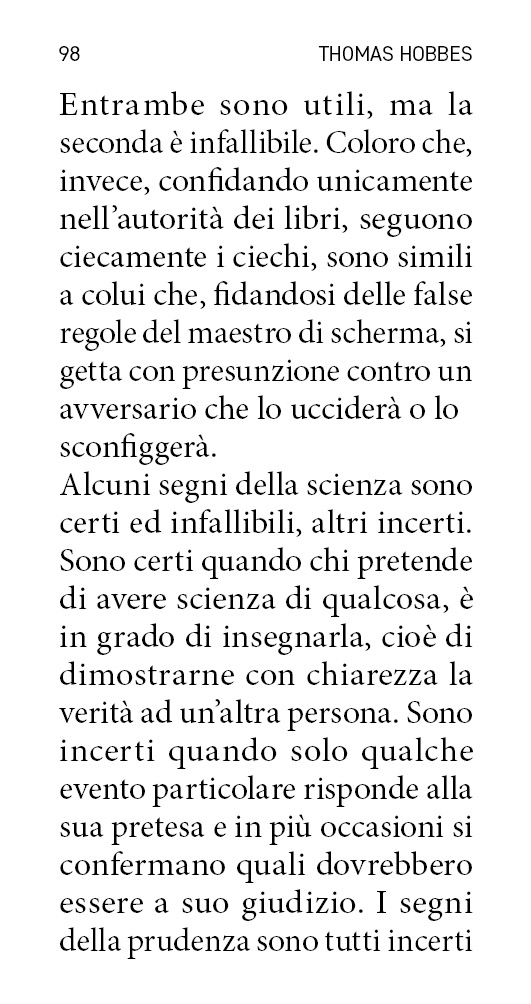 98 THOMAS HOBBES
Entrambe sono utili, ma la
seconda è infallibile. Coloro che,
invece, confidando unicamente
nell'autorità dei libri, seguono
ciecamente i ciechi, sono simili
a colui che, fidandosi delle false
regole del maestro di scherma, si
getta con presunzione contro un
avversario che lo ucciderà o lo
sconfiggerà.
Alcuni segni della scienza sono
certi ed infallibili, altri incerti.
Sono certi quando chi pretende
di avere scienza di qualcosa, è
in grado di insegnarla, cioè di
dimostrarne con chiarezza la
verità ad un'altra persona. Sono
incerti quando solo qualche
evento particolare risponde alla
sua pretesa e in più occasioni si
confermano quali dovrebbero
essere a suo giudizio. I segni
della prudenza sono tutti incerti